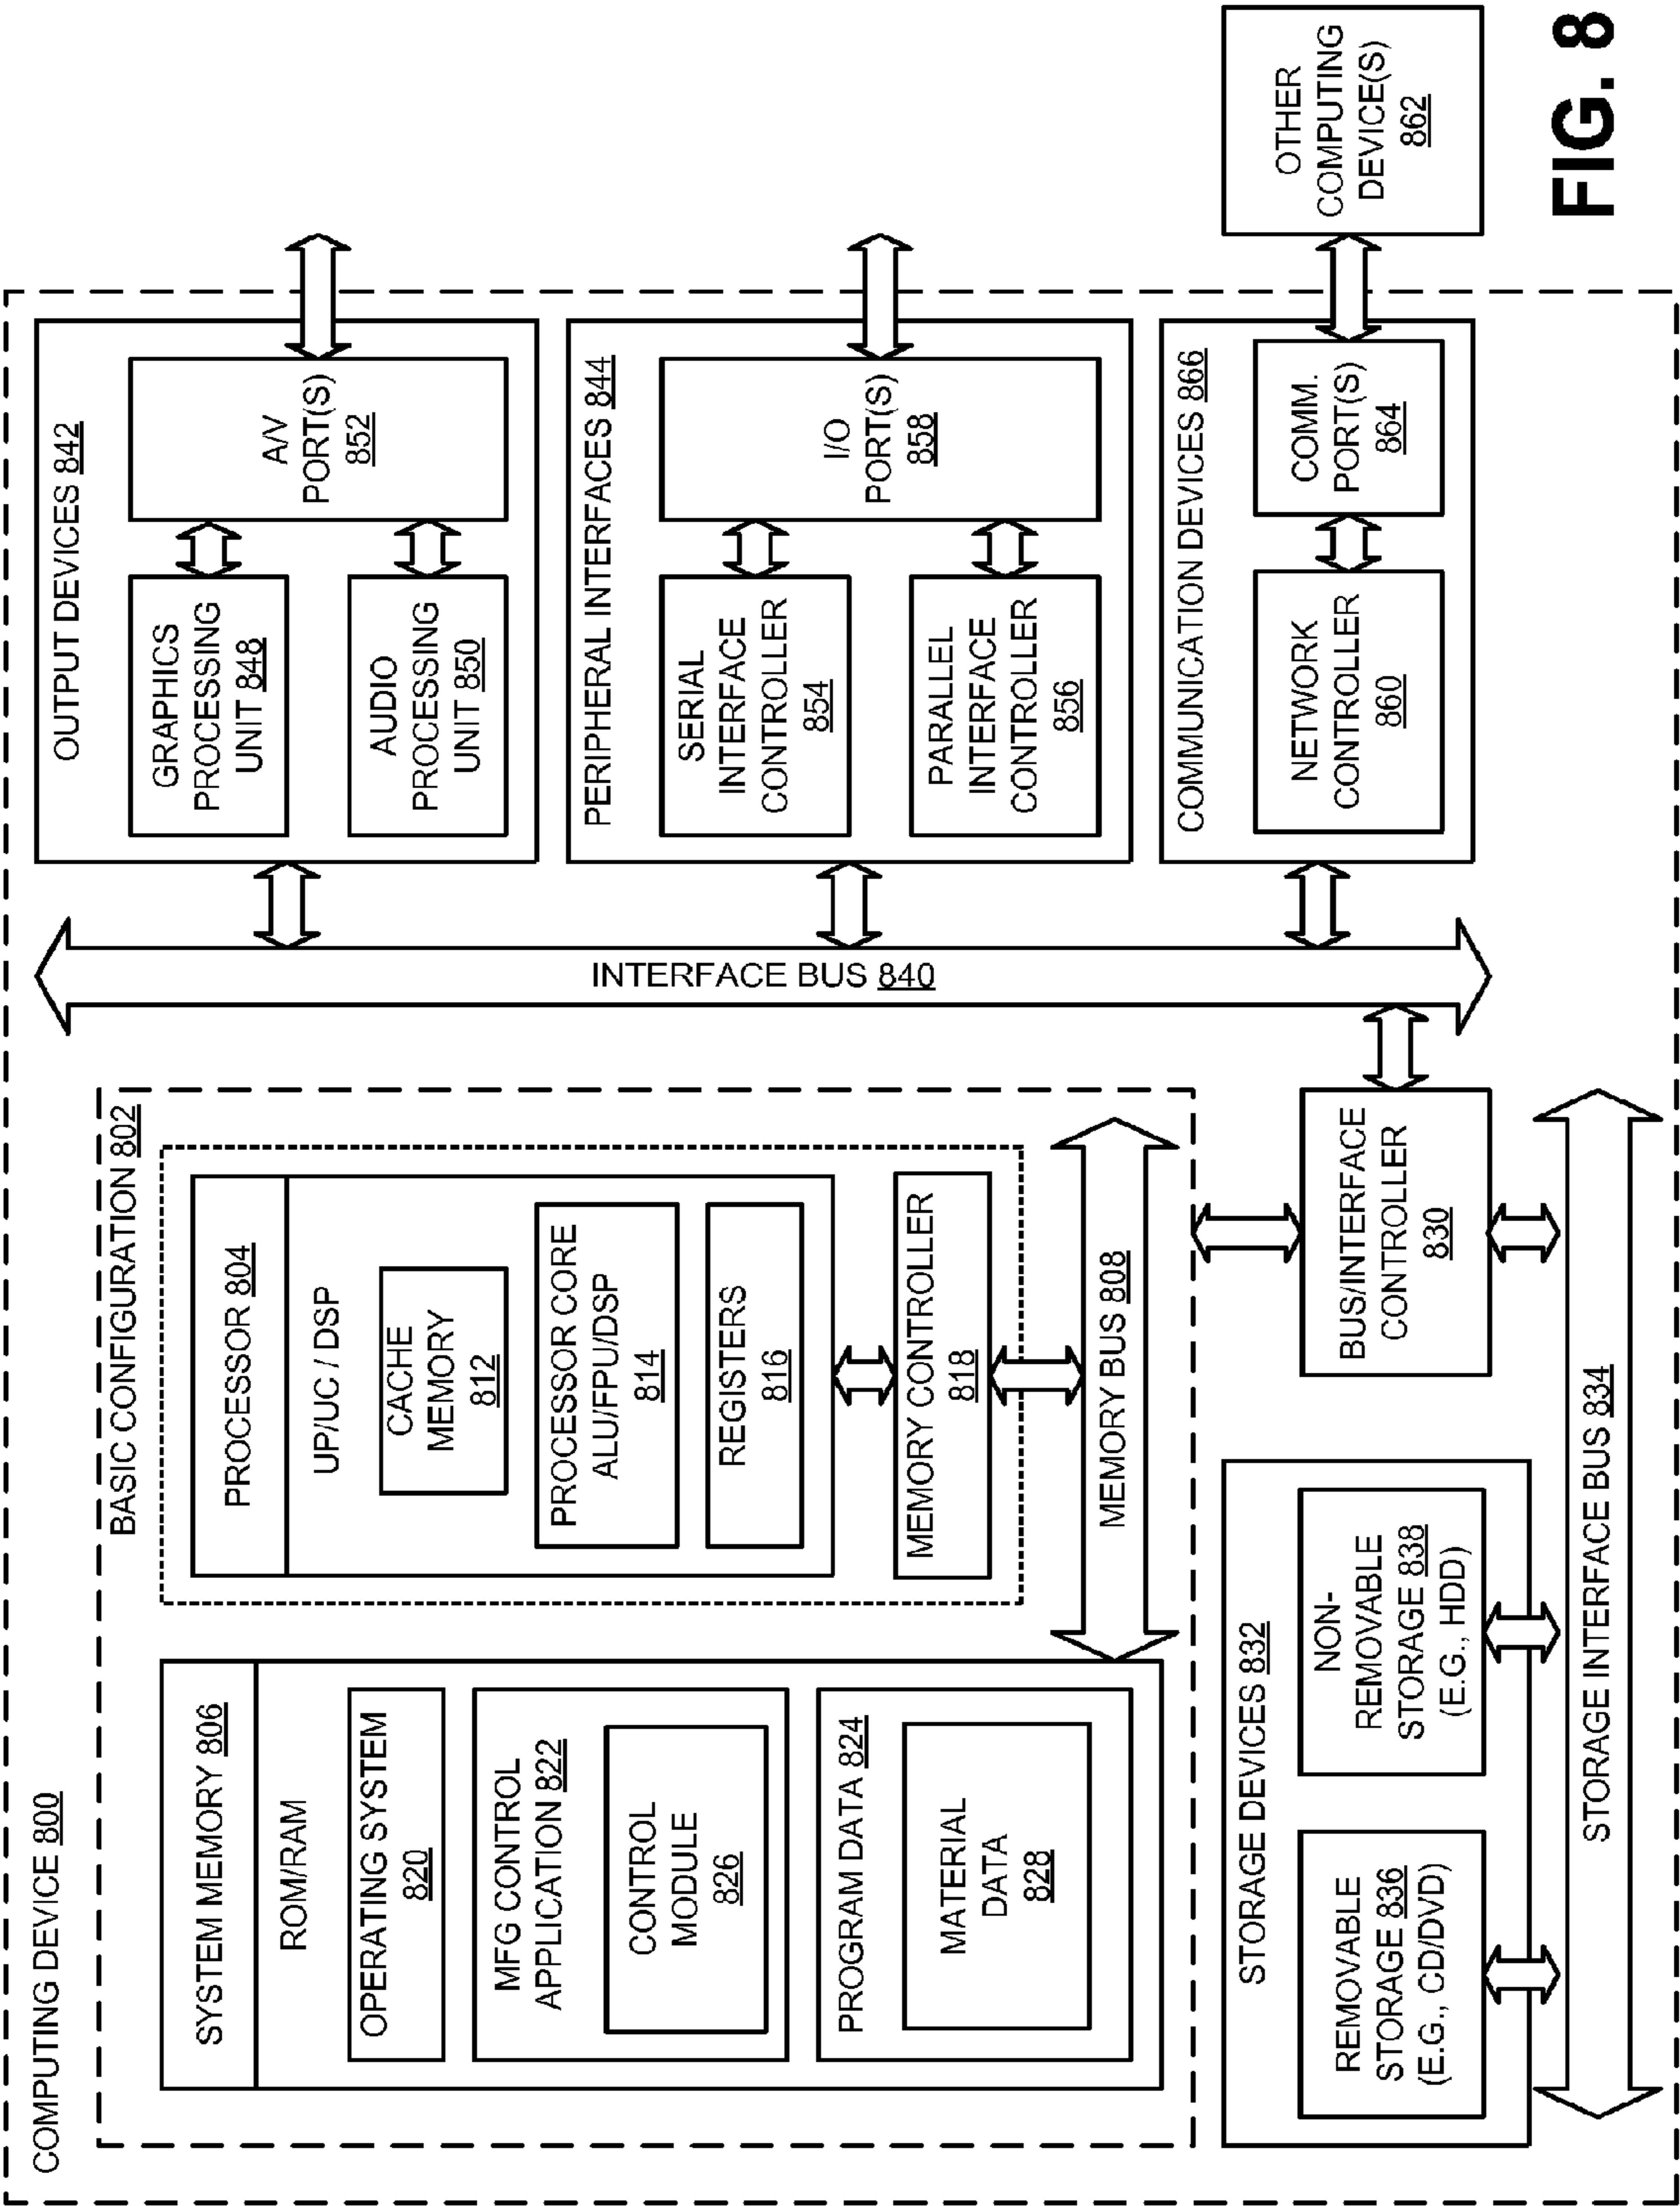 COMPUTING DEVICE 800
BASIC CONFIGURATION 802
SYSTEM MEMORY 806
ROM/RAM
OPERATING SYSTEM
820
MFG CONTROL
APPLICATION 822
CONTROL
MODULE
826
PROGRAM DATA 824
MATERIAL
DATA
828
PROCESSOR 804
UP/UC / DSP
CACHE
MEMORY
812
PROCESSOR CORE
ALU/FPU/DSP
814
REGISTERS
816
MEMORY CONTROLLER
818
MEMORY BUS 808
BUS/INTERFACE
CONTROLLER
830
STORAGE DEVICES 832
REMOVABLE
STORAGE 836
(E.G., CD/DVD)
NON-
REMOVABLE
STORAGE 838
(E.G., HDD)
STORAGE INTERFACE BUS 834
INTERFACE BUS 840
OUTPUT DEVICES 842
GRAPHICS
PROCESSING
UNIT 848
AUDIO
PROCESSING
UNIT 850
A/V
PORT(S)
852
PERIPHERAL INTERFACES 844
SERIAL
INTERFACE
CONTROLLER
854
PARALLEL
INTERFACE
CONTROLLER
856
I/O
PORT(S)
858
COMMUNICATION DEVICES 866
NETWORK
CONTROLLER
860
COMM.
PORT(S)
864
OTHER
COMPUTING
DEVICE(S)
862
FIG. 8